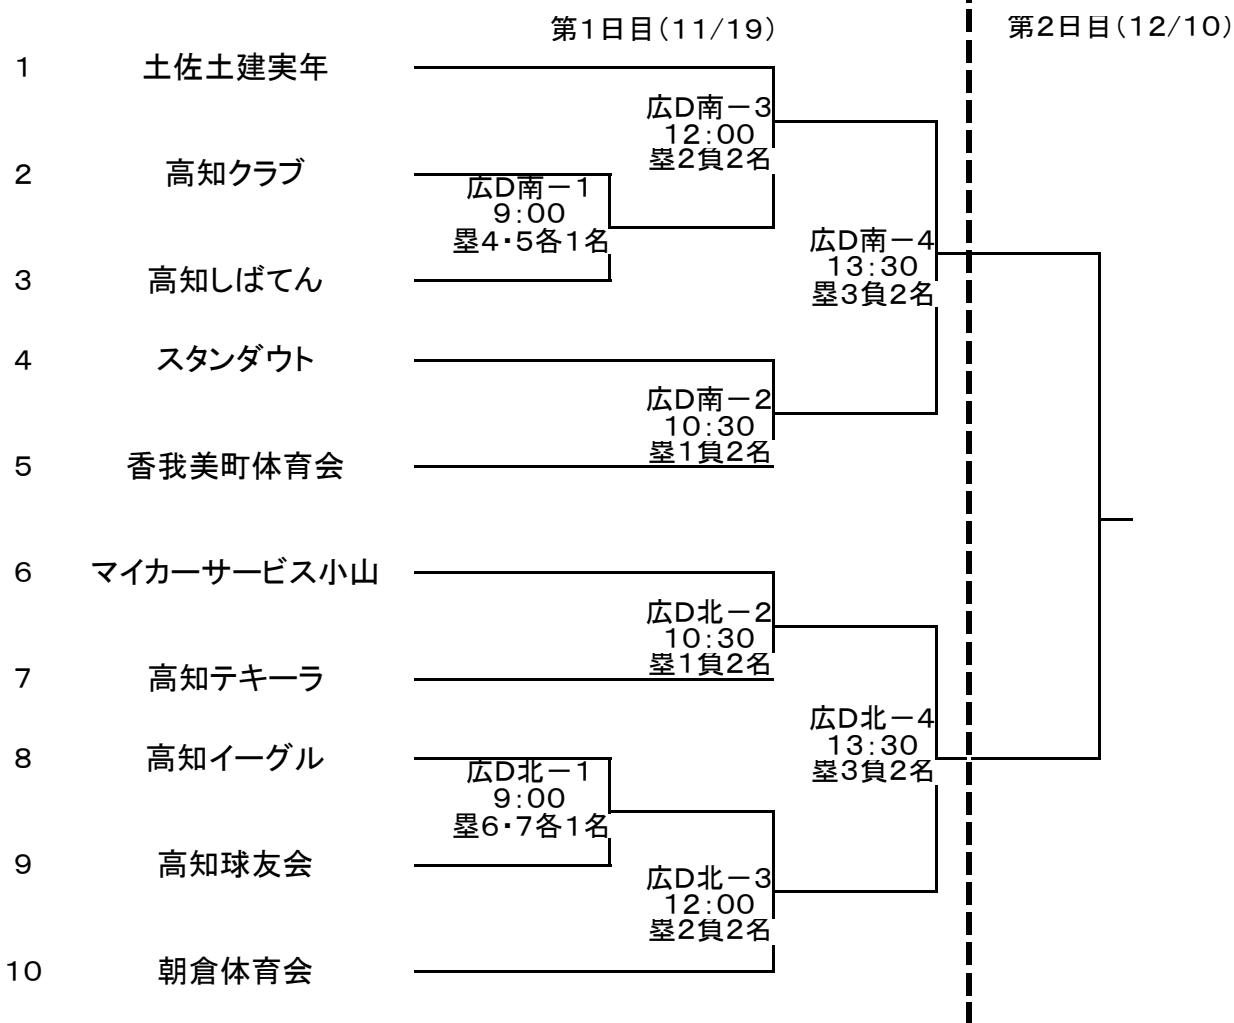 第1日目(11/19)
第2日目(12/10)
1 土佐土建実年
広D南－3
12:00
塁2負2名
2 高知クラブ
広D南－1
9:00
塁4・5各1名
広D南－4
13:30
塁3負2名
3 高知しばてん
4 スタンダウト
広D南－2
10:30
塁1負2名
5 香我美町体育会
6 マイカーサービス小山
広D北－2
10:30
塁1負2名
7 高知テキーラ
広D北－4
13:30
塁3負2名
8 高知イーグル
広D北－1
9:00
塁6・7各1名
9 高知球友会
広D北－3
12:00
塁2負2名
10 朝倉体育会